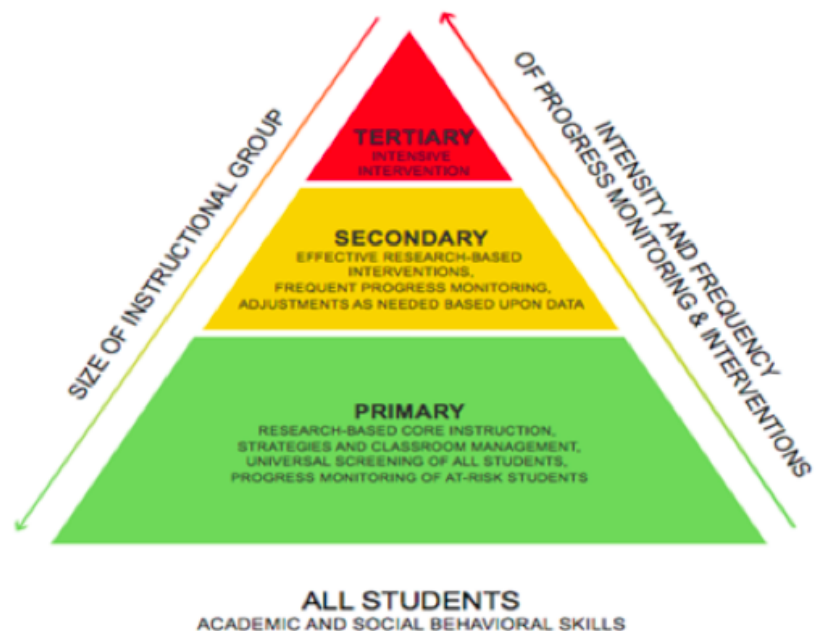 TERTIARY
INTENSIVE
INTERVENTION
SIZE OF INSTRUCTIONAL GROUP
INTENSITY AND FREQUENCY
OF PROGRESS MONITORING & INTERVENTIONS
SECONDARY
EFFECTIVE RESEARCH-BASED
INTERVENTIONS,
FREQUENT PROGRESS MONITORING,
ADJUSTMENTS AS NEEDED BASED UPON DATA
PRIMARY
RESEARCH-BASED CORE INSTRUCTION,
STRATEGIES AND CLASSROOM MANAGEMENT,
UNIVERSAL SCREENING OF ALL STUDENTS,
PROGRESS MONITORING OF AT-RISK STUDENTS
ALL STUDENTS
ACADEMIC AND SOCIAL BEHAVIORAL SKILLS